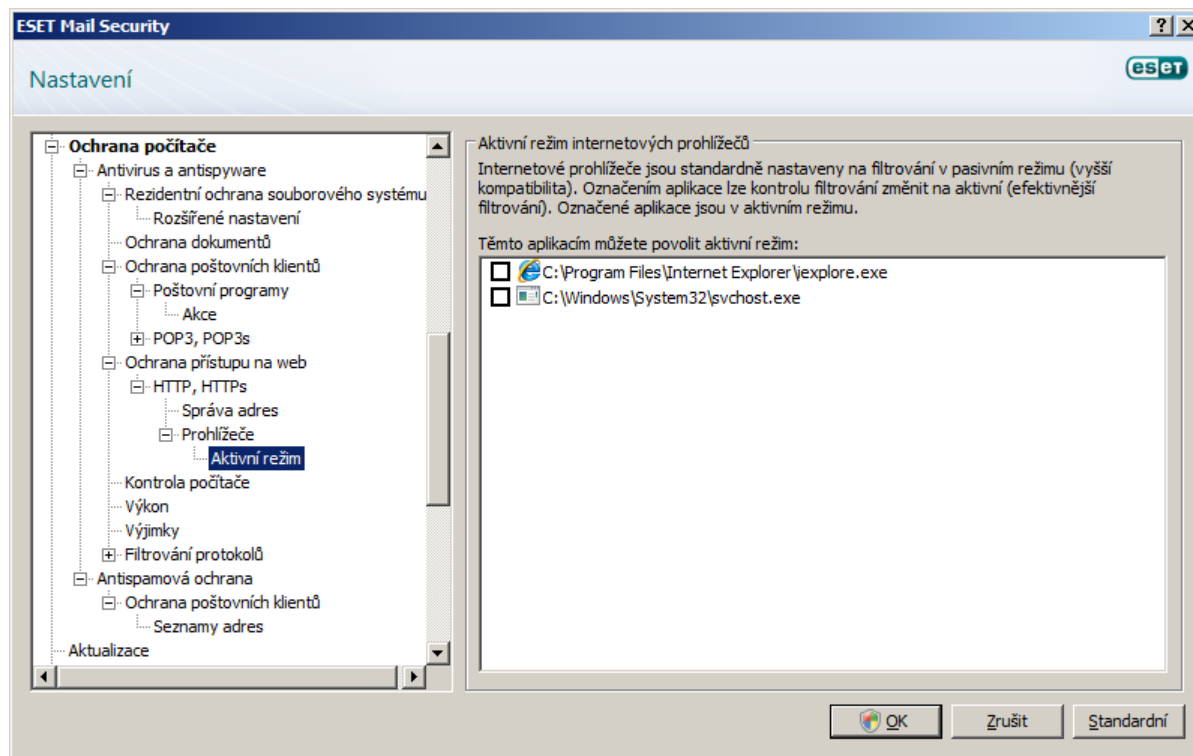 ESET Mail Security
Nastavení
eset
Ochrana počítače
Antivirus a antispyware
Rezidentní ochrana souborového systému
Rozšířené nastavení
Ochrana dokumentů
Ochrana poštovních klientů
Poštovní programy
Akce
POP3, POP3s
Ochrana přístupu na web
HTTP, HTTPs
Správa adres
Prohlížeče
Aktivní režim
Kontrola počítače
Výkon
Výjimky
Filtrování protokolů
Antispamová ochrana
Ochrana poštovních klientů
Seznamy adres
Aktualizace
Aktivní režim internetových prohlížečů
Internetové prohlížeče jsou standardně nastaveny na filtrování v pasivním režimu (vyšší
kompatibilita). Označením aplikace lze kontrolu filtrování změnit na aktivní (efektivnější
filtrování). Označené aplikace jsou v aktivním režimu.
Těmto aplikacím můžete povolit aktivní režim:
C:\Program Files\Internet Explorer\iexplore.exe
C:\Windows\System32\svchost.exe
OK
Zrušit
Standardní